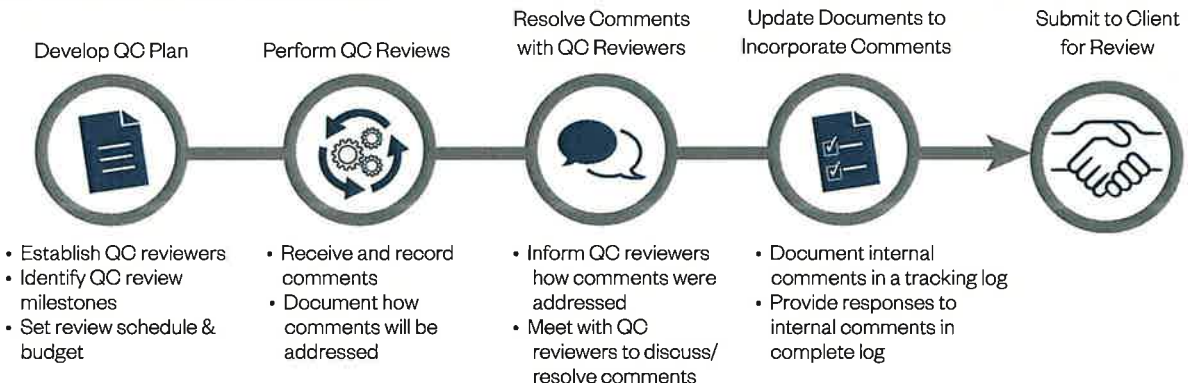 Develop QC Plan
Perform QC Reviews
Resolve Comments
with QC Reviewers
Update Documents to
Incorporate Comments
Submit to Client
for Review
• Establish QC reviewers
• Identify QC review
milestones
• Set review schedule &
budget
• Receive and record
comments
• Document how
comments will be
addressed
• Inform QC reviewers
how comments were
addressed
• Meet with QC
reviewers to discuss/
resolve comments
• Document internal
comments in a tracking log
• Provide responses to
internal comments in
complete log